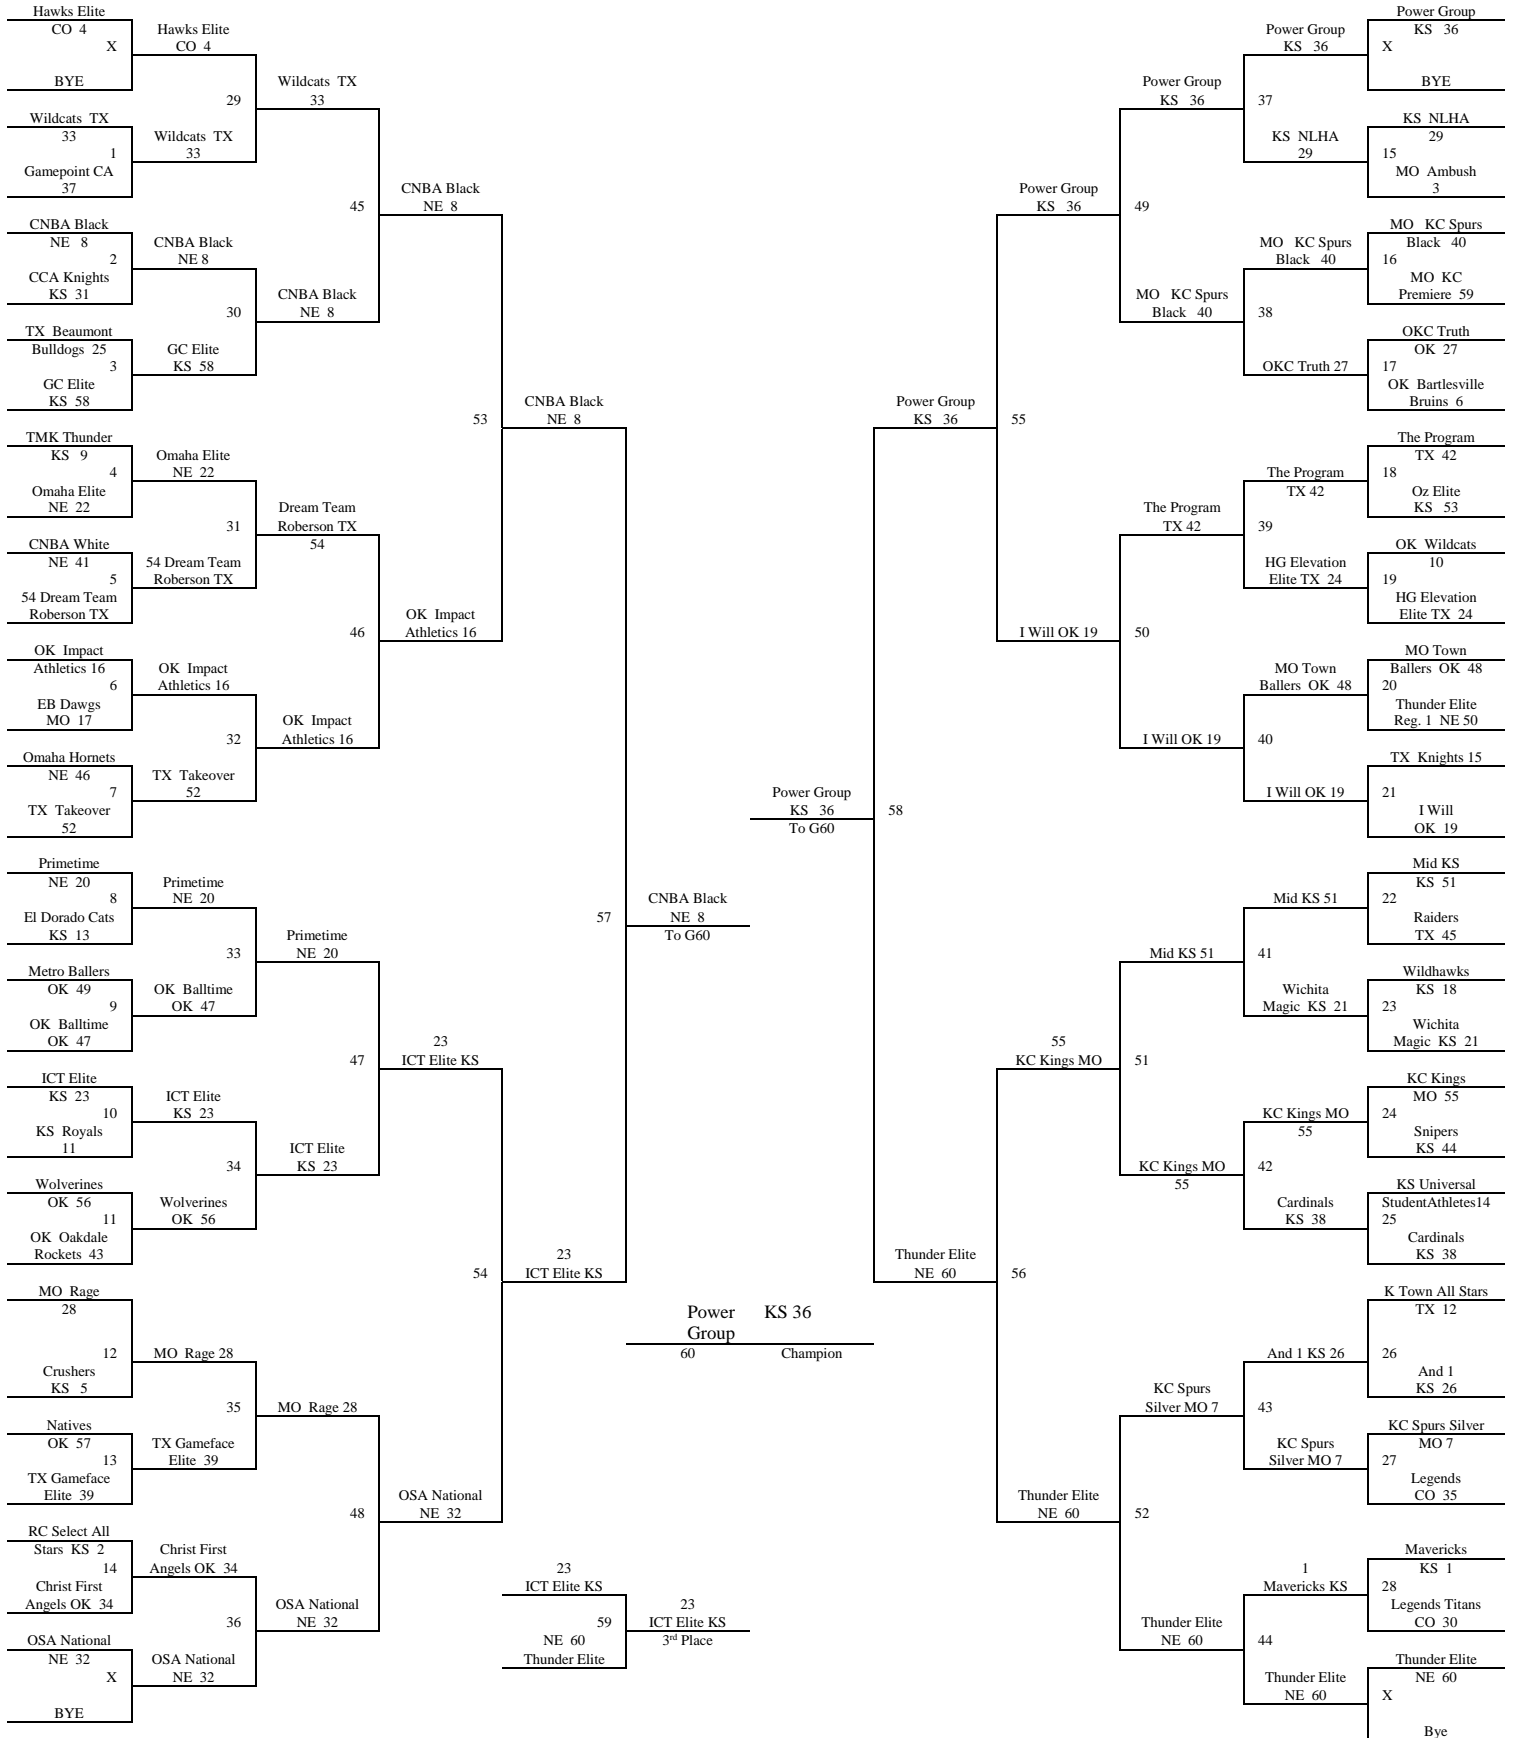 Hawks Elite
CO 4
X
BYE
Wildcats TX
33
1
Gamepoint CA
37
CNBA Black
NE 8
2
CCA Knights
KS 31
TX Beaumont
Bulldogs 25
3
GC Elite
KS 58
TMK Thunder
KS 9
4
Omaha Elite
NE 22
CNBA White
NE 41
5
54 Dream Team
Roberson TX
OK Impact
Athletics 16
6
EB Dawgs
MO 17
Omaha Hornets
NE 46
7
TX Takeover
52
Primetime
NE 20
8
El Dorado Cats
KS 13
Metro Ballers
OK 49
9
OK Balltime
OK 47
ICT Elite
KS 23
10
KS Royals
11
Wolverines
OK 56
11
OK Oakdale
Rockets 43
MO Rage
28
12
Crushers
KS 5
Natives
OK 57
13
TX Gameface
Elite 39
RC Select All
Stars KS 2
14
Christ First
Angels OK 34
OSA National
NE 32
X
BYE
Hawks Elite
CO 4
29
Wildcats TX
33
CNBA Black
NE 8
30
GC Elite
KS 58
Omaha Elite
NE 22
31
54 Dream Team
Roberson TX
OK Impact
Athletics 16
32
TX Takeover
52
Primetime
NE 20
33
OK Balltime
OK 47
ICT Elite
KS 23
34
Wolverines
OK 56
MO Rage 28
35
TX Gameface
Elite 39
Christ First
Angels OK 34
36
OSA National
NE 32
Wildcats TX
33
45
CNBA Black
NE 8
Dream Team
Roberson TX
54
46
OK Impact
Athletics 16
Primetime
NE 20
47
ICT Elite
KS 23
MO Rage 28
48
OSA National
NE 32
CNBA Black
NE 8
53
OK Impact
Athletics 16
23
ICT Elite KS
54
OSA National
NE 32
CNBA Black
NE 8
57
23
ICT Elite KS
CNBA Black
NE 8
To G60
23
ICT Elite KS
59
NE 60
Thunder Elite
23
ICT Elite KS
3rd Place
Power KS 36
Group
60 Champion
Power Group
KS 36
To G60
58
Power Group
KS 36
55
Thunder Elite
NE 60
56
Power Group
KS 36
49
I Will OK 19
50
55
KC Kings MO
51
Thunder Elite
NE 60
52
Power Group
KS 36
37
MO KC Spurs
Black 40
38
The Program
TX 42
39
I Will OK 19
40
Mid KS 51
41
KC Kings MO
55
42
KC Spurs
Silver MO 7
43
Thunder Elite
NE 60
44
Power Group
KS 36
KS NLHA
29
MO KC Spurs
Black 40
OKC Truth 27
The Program
TX 42
HG Elevation
Elite TX 24
MO Town
Ballers OK 48
I Will OK 19
Mid KS 51
Wichita
Magic KS 21
KC Kings MO
55
Cardinals
KS 38
And 1 KS 26
KC Spurs
Silver MO 7
1
Mavericks KS
Thunder Elite
NE 60
Power Group
KS 36
X
BYE
KS NLHA
29
15
MO Ambush
3
MO KC Spurs
Black 40
16
MO KC
Premiere 59
OKC Truth
OK 27
17
OK Bartlesville
Bruins 6
The Program
TX 42
18
Oz Elite
KS 53
OK Wildcats
10
19
HG Elevation
Elite TX 24
MO Town
Ballers OK 48
20
Thunder Elite
Reg. 1 NE 50
TX Knights 15
21
I Will
OK 19
Mid KS
KS 51
22
Raiders
TX 45
Wildhawks
KS 18
23
Wichita
Magic KS 21
KC Kings
MO 55
24
Snipers
KS 44
KS Universal
StudentAthletes14
25
Cardinals
KS 38
K Town All Stars
TX 12
26
And 1
KS 26
KC Spurs Silver
MO 7
27
Legends
CO 35
Mavericks
KS 1
28
Legends Titans
CO 30
Thunder Elite
NE 60
X
Bye